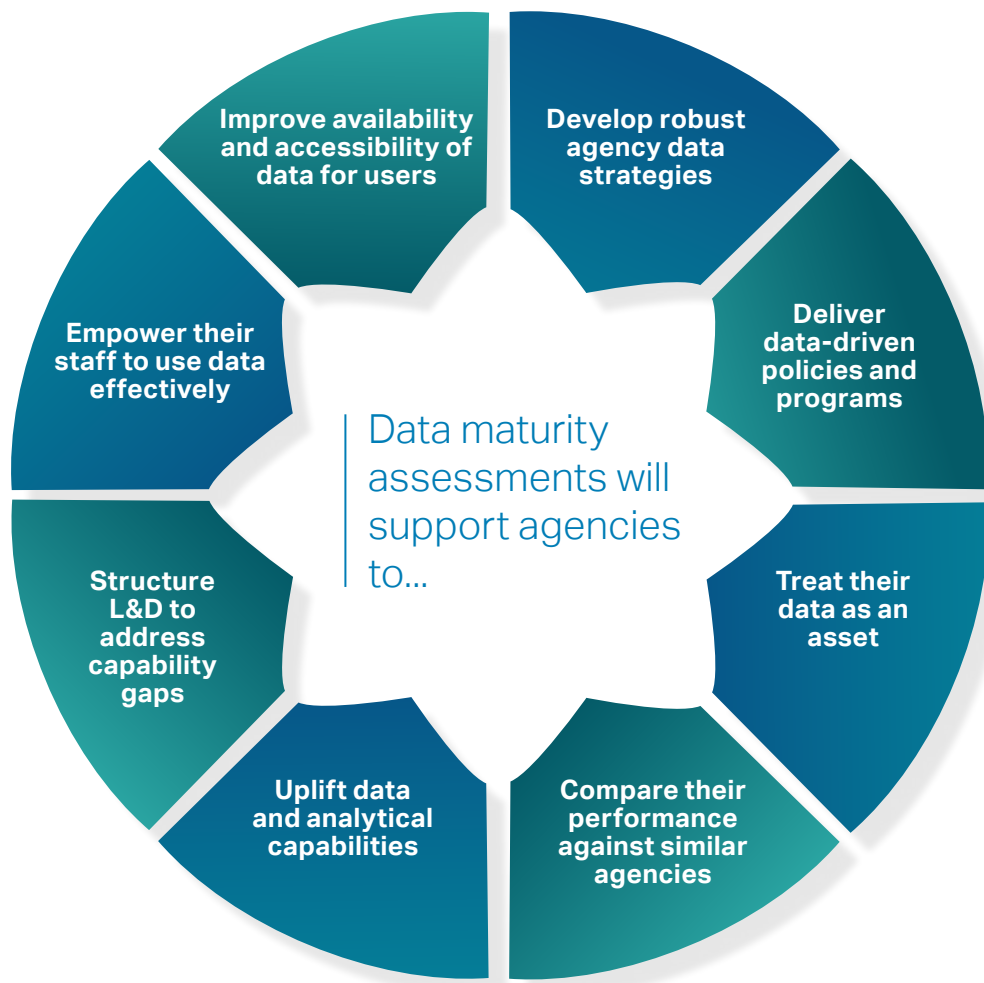 Data maturity
assessments will
support agencies
to...
Develop robust
agency data
strategies
Deliver
data-driven
policies and
programs
Treat their
data as an
asset
Compare their
performance
against similar
agencies
Uplift data
and analytical
capabilities
Structure
L&D to
address
capability
gaps
Empower their
staff to use data
effectively
Improve availability
and accessibility of
data for users